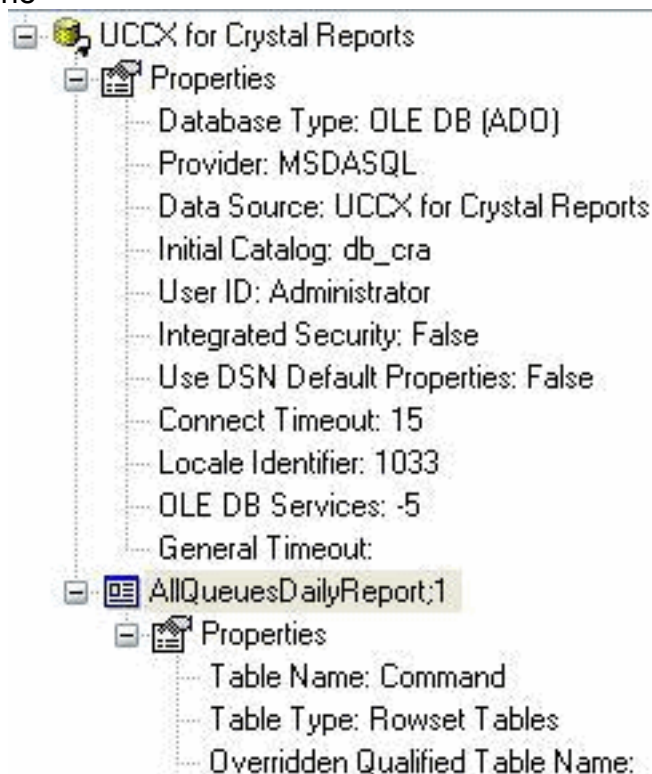 UCCX for Crystal Reports
Properties
Database Type: OLE DB (ADO)
Provider: MSDASQL
Data Source: UCCX for Crystal Reports
Initial Catalog: db_cra
User ID: Administrator
Integrated Security: False
Use DSN Default Properties: False
Connect Timeout: 15
Locale Identifier: 1033
OLE DB Services: -5
General Timeout:
AllQueuesDailyReport;1
Properties
Table Name: Command
Table Type: Rowset Tables
Overridden Qualified Table Name: